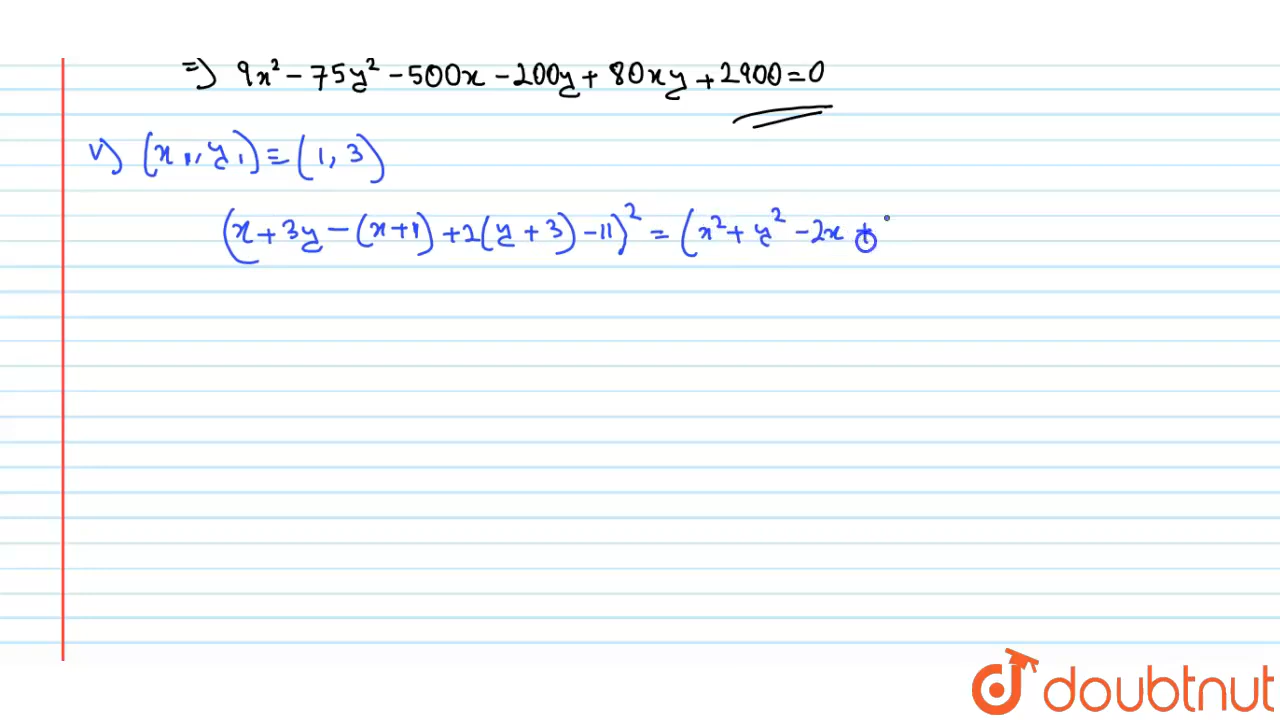 =) 9x² - 75y² - 500x - 200y + 80xy + 2900 = 0
v) (x₁, y₁) ≡ (1, 3)
(x + 3y - (x+1) + 2(y + 3) - 11)² = (x² + y² - 2x +
doubtnut